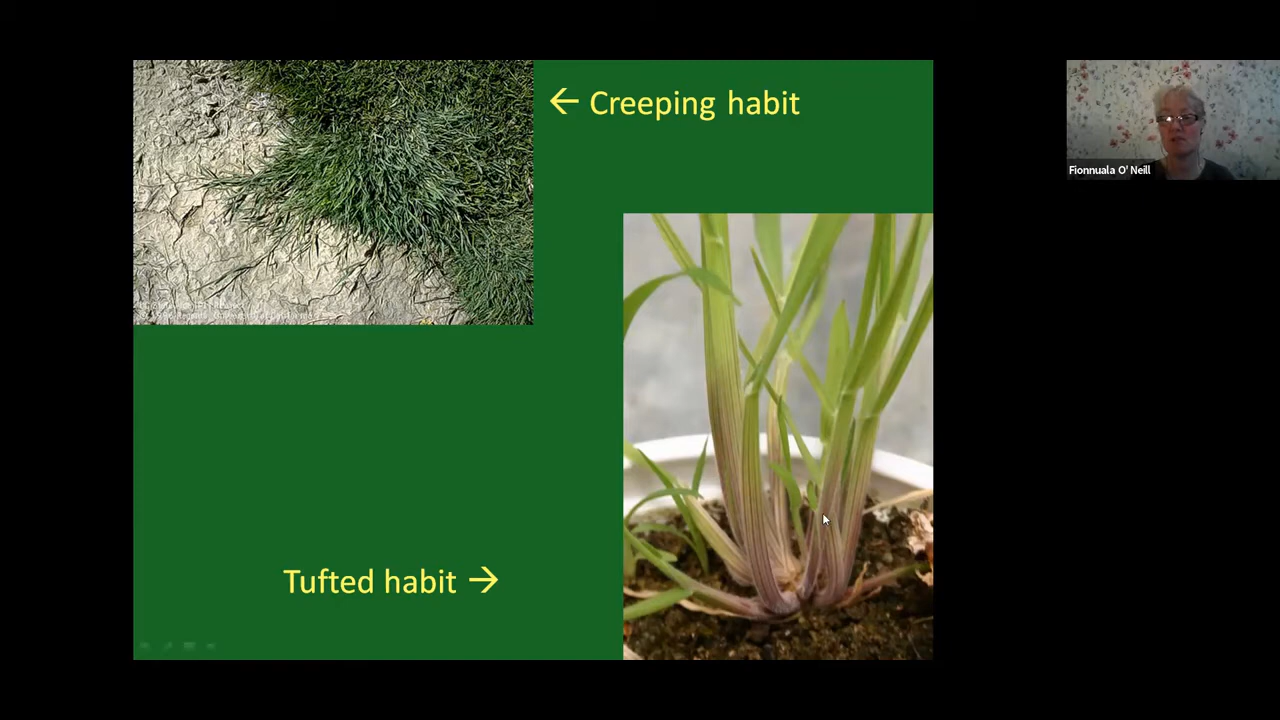 ← Creeping habit
Fionnuala O' Neill
Tufted habit →